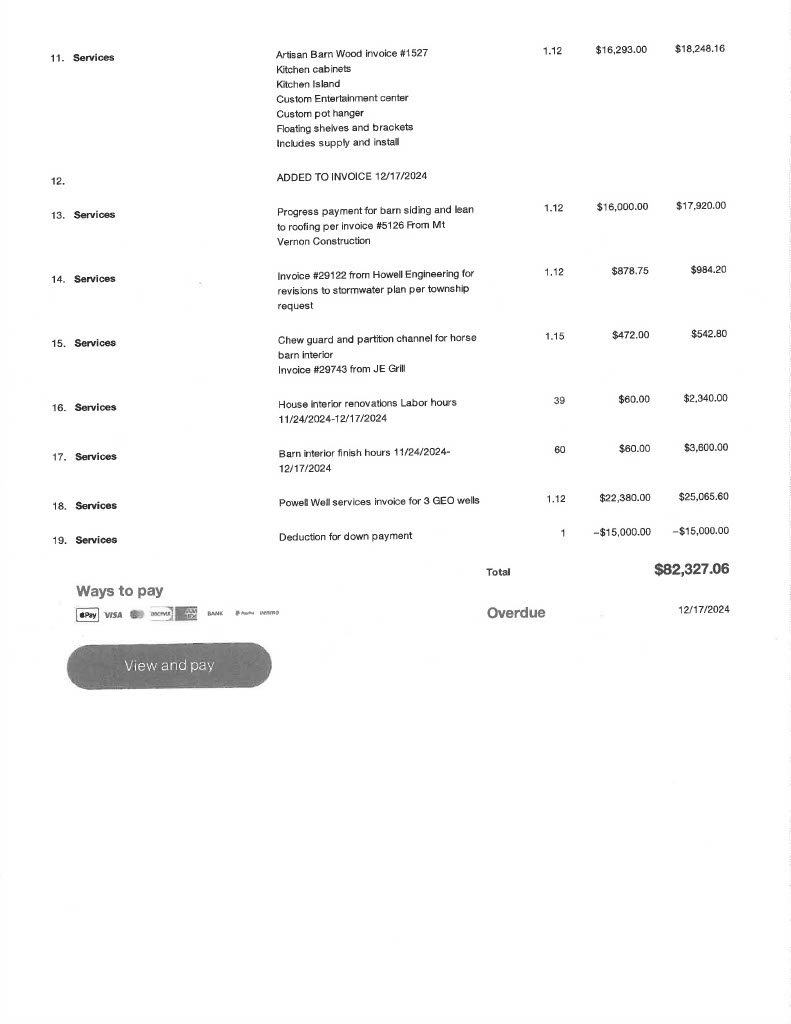 11. Services Artisan Barn Wood invoice #1527 1.12 $16,293.00 $18,248.16
Kitchen cabinets
Kitchen Island
Custom Entertainment center
Custom pot hanger
Floating shelves and brackets
Includes supply and install
12. ADDED TO INVOICE 12/17/2024
13. Services Progress payment for barn siding and lean 1.12 $16,000.00 $17,920.00
to roofing per invoice #5126 From Mt
Vernon Construction
14. Services Invoice #29122 from Howell Engineering for 1.12 $878.75 $984.20
revisions to stormwater plan per township
request
15. Services Chew guard and partition channel for horse 1.15 $472.00 $542.80
barn interior
Invoice #29743 from JE Grill
16. Services House interior renovations Labor hours 39 $60.00 $2,340.00
11/24/2024-12/17/2024
17. Services Barn interior finish hours 11/24/2024- 60 $60.00 $3,600.00
12/17/2024
18. Services Powell Well services invoice for 3 GEO wells 1.12 $22,380.00 $25,065.60
19. Services Deduction for down payment 1 –$15,000.00 –$15,000.00
Total $82,327.06
Ways to pay
Pay VISA DISCOVER BANK PayPal venmo
Overdue 12/17/2024
View and pay